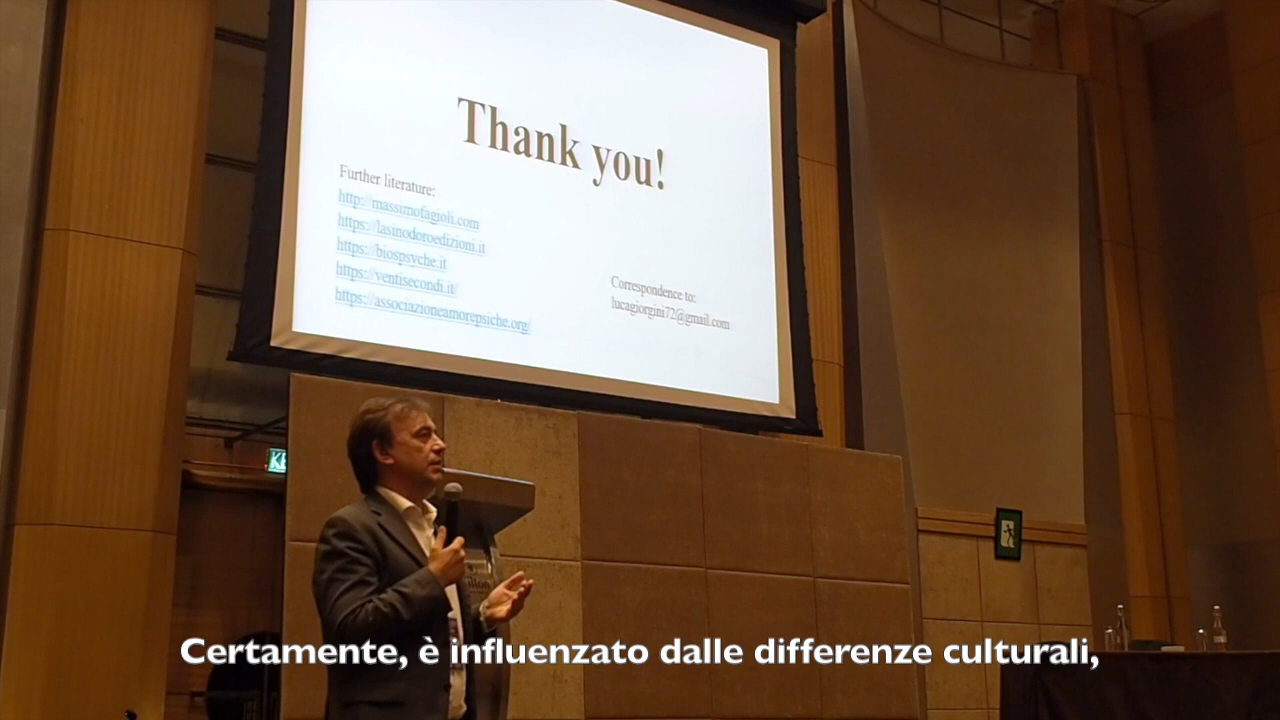 Thank you!
Further literature:
http://massimofagioli.com
https://lasinodoroedizioni.it
https://biospsyche.it
https://ventisecondi.it/
https://associazioneamorepsiche.org/
Correspondence to:
lucagiorgini72@gmail.com
Certamente, è influenzato dalle differenze culturali,